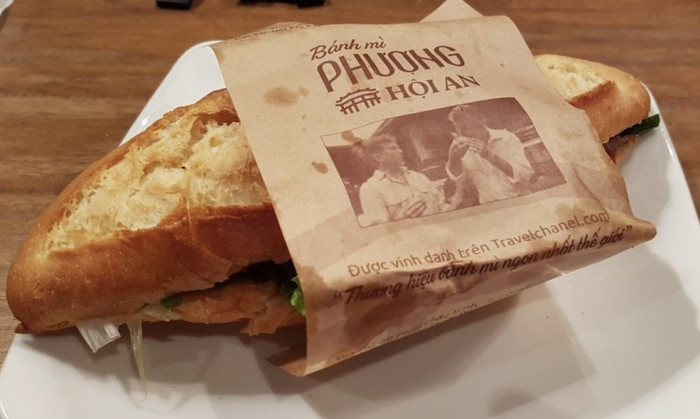 Bánh mì
PHƯỢNG
HỘI AN
Được vinh danh trên Travelchanel.com
“Thương hiệu bánh mì ngon nhất thế giới”